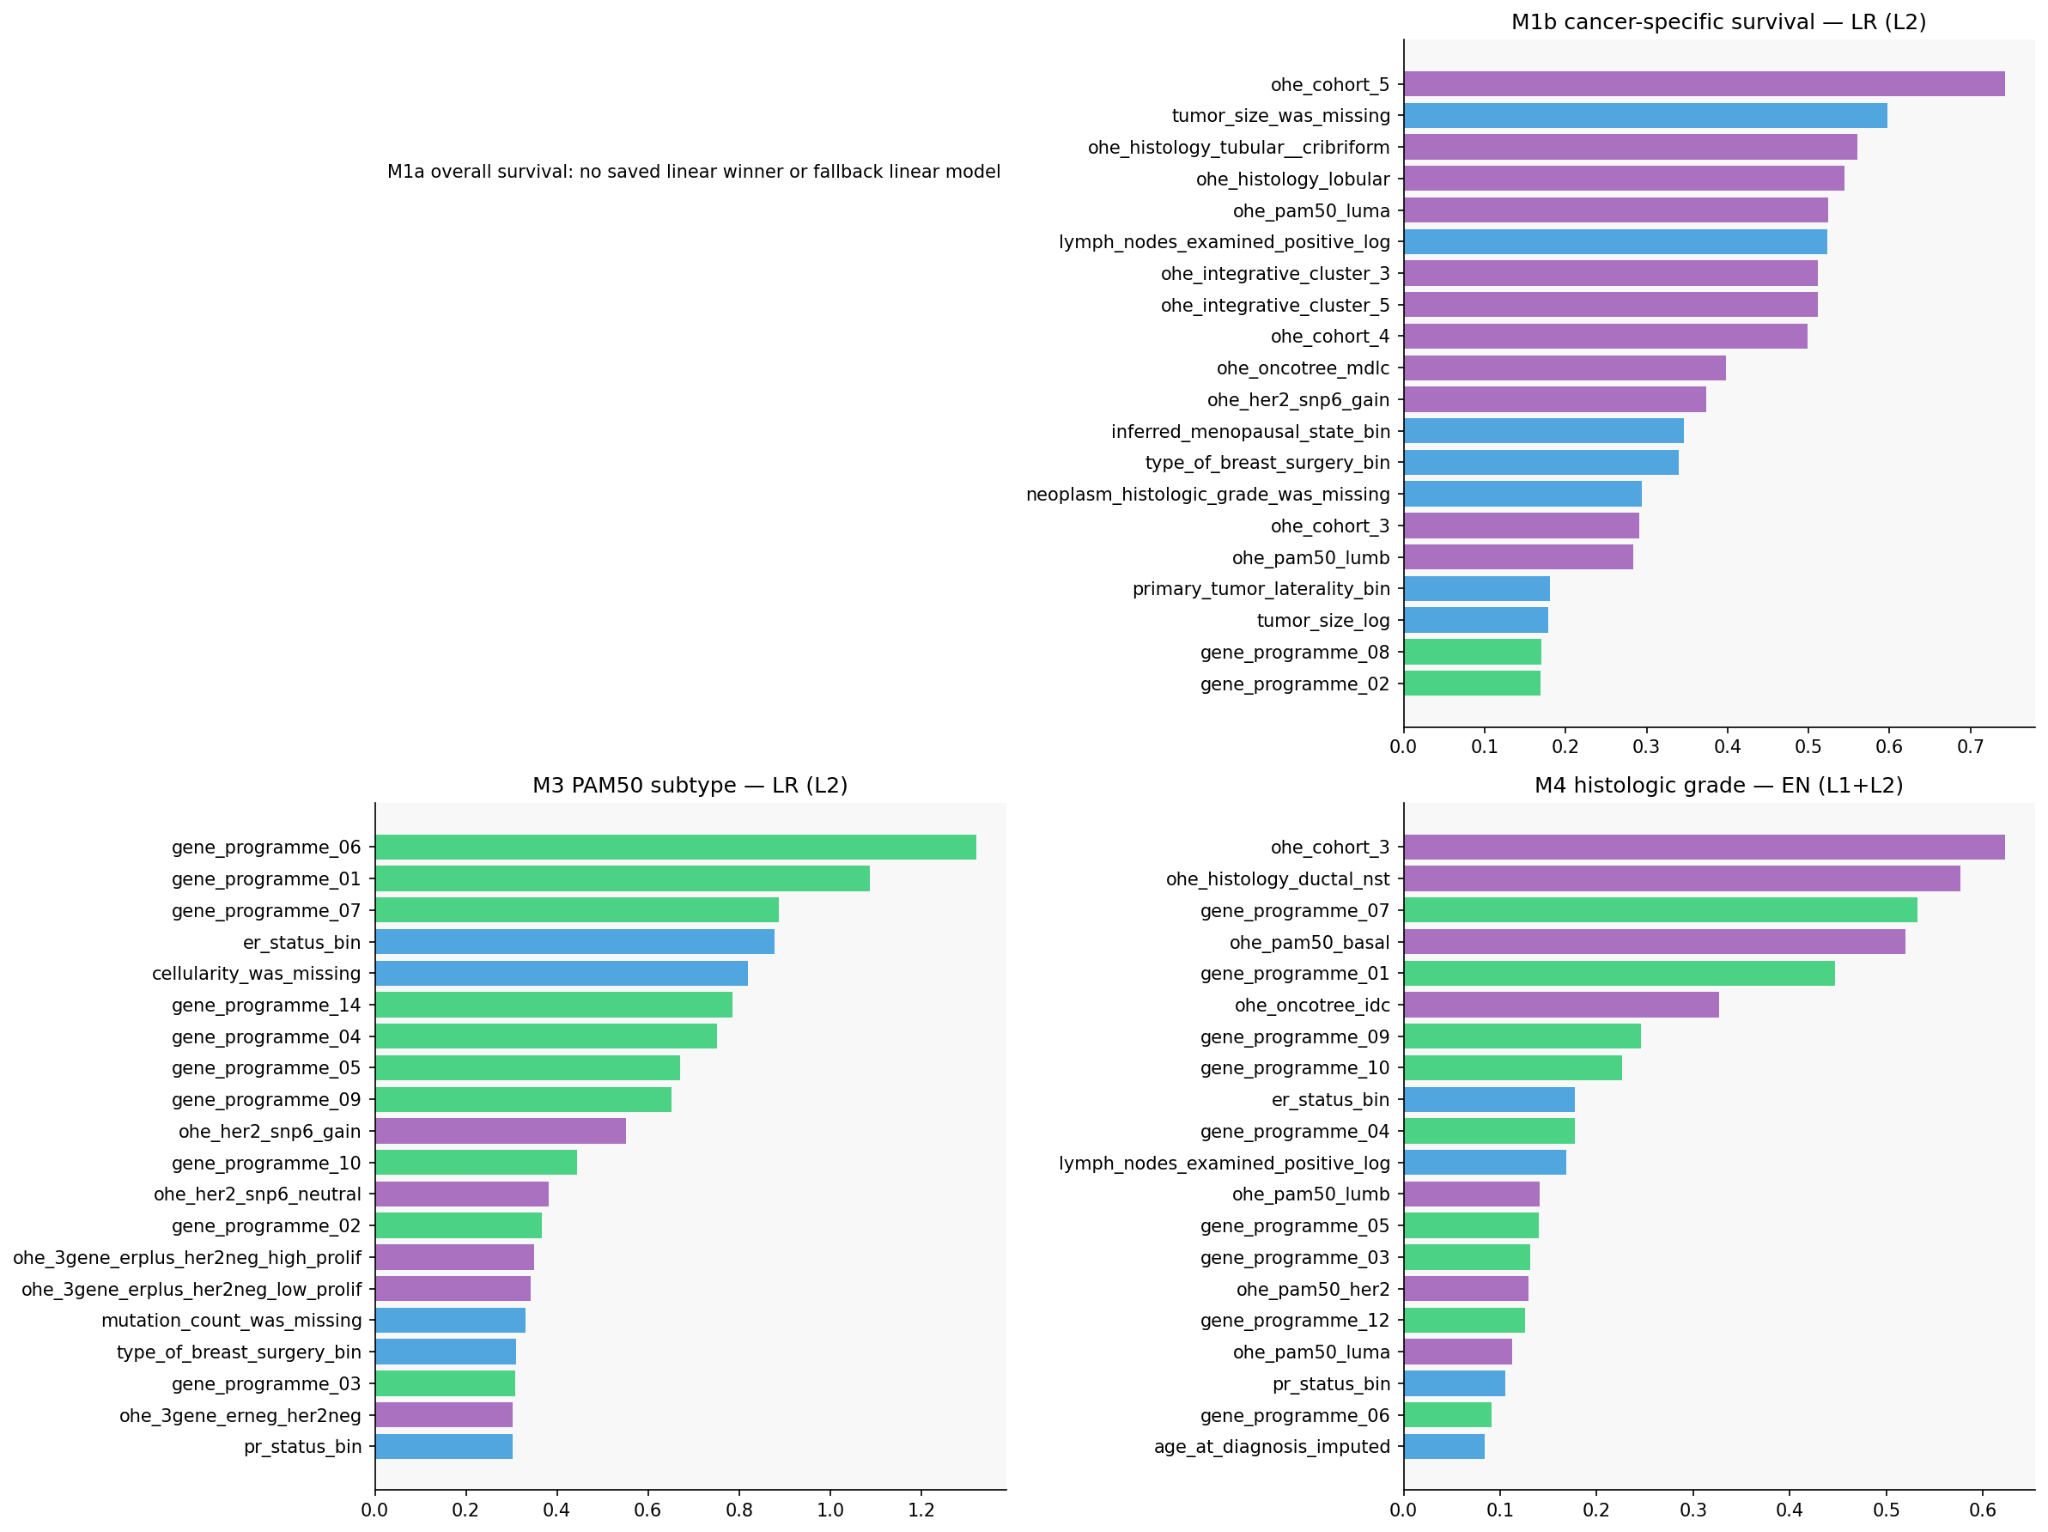 M1a overall survival: no saved linear winner or fallback linear model
M1b cancer-specific survival — LR (L2)
ohe_cohort_5
tumor_size_was_missing
ohe_histology_tubular__cribriform
ohe_histology_lobular
ohe_pam50_luma
lymph_nodes_examined_positive_log
ohe_integrative_cluster_3
ohe_integrative_cluster_5
ohe_cohort_4
ohe_oncotree_mdlc
ohe_her2_snp6_gain
inferred_menopausal_state_bin
type_of_breast_surgery_bin
neoplasm_histologic_grade_was_missing
ohe_cohort_3
ohe_pam50_lumb
primary_tumor_laterality_bin
tumor_size_log
gene_programme_08
gene_programme_02
0.0 0.1 0.2 0.3 0.4 0.5 0.6 0.7
M3 PAM50 subtype — LR (L2)
gene_programme_06
gene_programme_01
gene_programme_07
er_status_bin
cellularity_was_missing
gene_programme_14
gene_programme_04
gene_programme_05
gene_programme_09
ohe_her2_snp6_gain
gene_programme_10
ohe_her2_snp6_neutral
gene_programme_02
ohe_3gene_erplus_her2neg_high_prolif
ohe_3gene_erplus_her2neg_low_prolif
mutation_count_was_missing
type_of_breast_surgery_bin
gene_programme_03
ohe_3gene_erneg_her2neg
pr_status_bin
0.0 0.2 0.4 0.6 0.8 1.0 1.2
M4 histologic grade — EN (L1+L2)
ohe_cohort_3
ohe_histology_ductal_nst
gene_programme_07
ohe_pam50_basal
gene_programme_01
ohe_oncotree_idc
gene_programme_09
gene_programme_10
er_status_bin
gene_programme_04
lymph_nodes_examined_positive_log
ohe_pam50_lumb
gene_programme_05
gene_programme_03
ohe_pam50_her2
gene_programme_12
ohe_pam50_luma
pr_status_bin
gene_programme_06
age_at_diagnosis_imputed
0.0 0.1 0.2 0.3 0.4 0.5 0.6